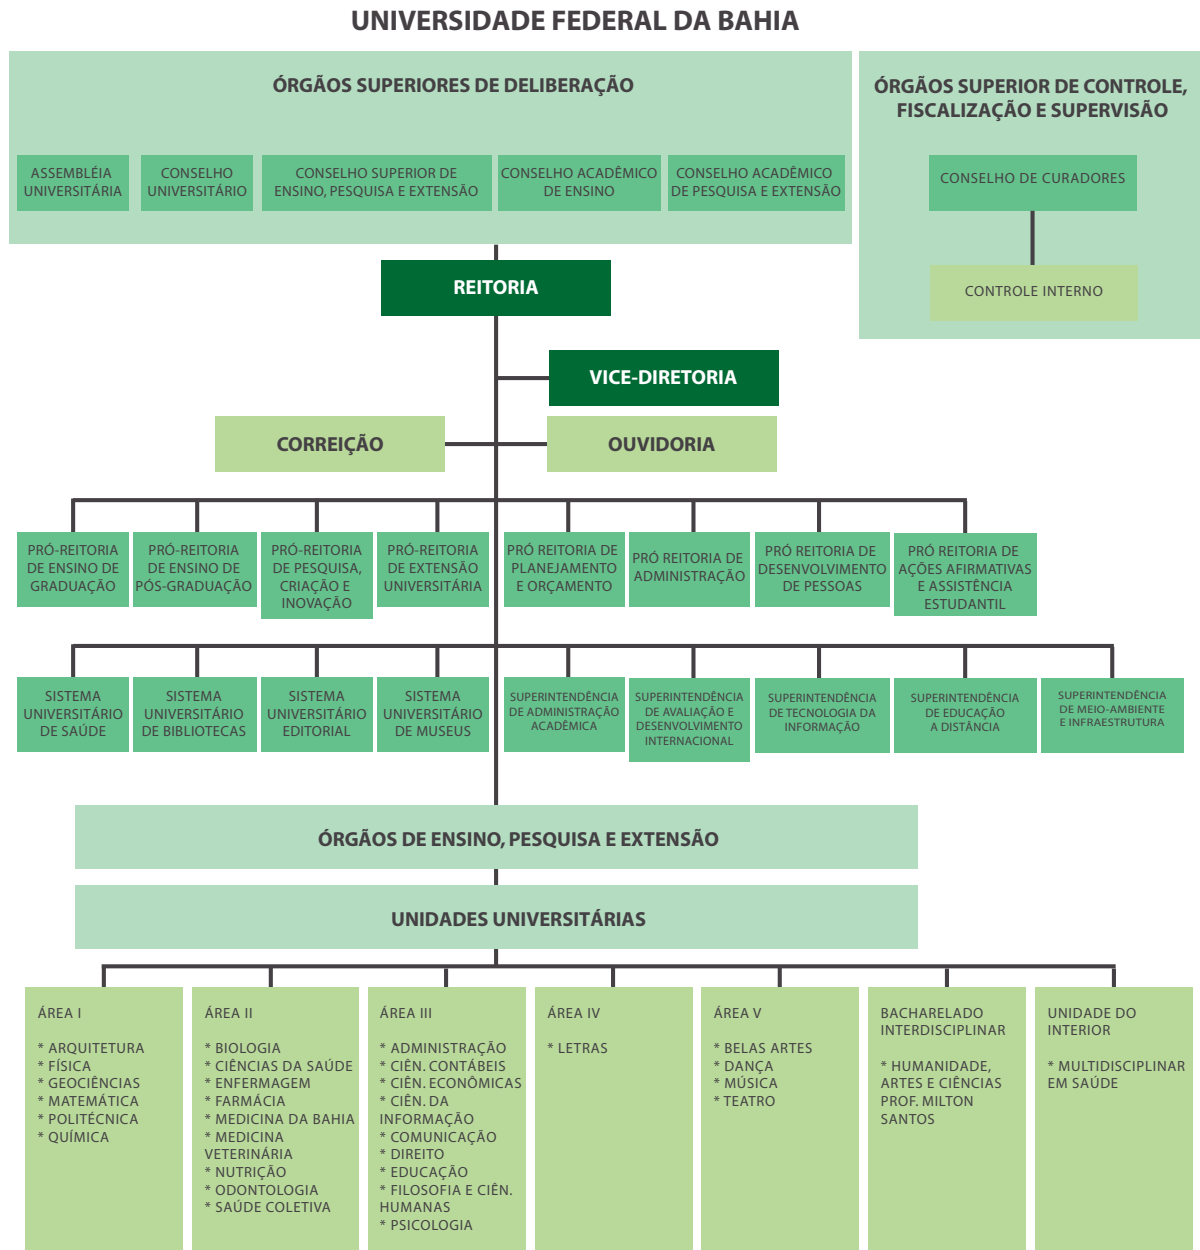 UNIVERSIDADE FEDERAL DA BAHIA
ÓRGÃOS SUPERIORES DE DELIBERAÇÃO
ASSEMBLÉIA
UNIVERSITÁRIA
CONSELHO
UNIVERSITÁRIO
CONSELHO SUPERIOR DE
ENSINO, PESQUISA E EXTENSÃO
CONSELHO ACADÊMICO
DE ENSINO
CONSELHO ACADÊMICO
DE PESQUISA E EXTENSÃO
ÓRGÃOS SUPERIOR DE CONTROLE,
FISCALIZAÇÃO E SUPERVISÃO
CONSELHO DE CURADORES
CONTROLE INTERNO
REITORIA
VICE-DIRETORIA
CORREIÇÃO
OUVIDORIA
PRÓ-REITORIA
DE ENSINO DE
GRADUAÇÃO
PRÓ-REITORIA
DE ENSINO DE
PÓS-GRADUAÇÃO
PRÓ-REITORIA
DE PESQUISA,
CRIAÇÃO E
INOVAÇÃO
PRÓ-REITORIA
DE EXTENSÃO
UNIVERSITÁRIA
PRÓ REITORIA DE
PLANEJAMENTO
E ORÇAMENTO
PRÓ REITORIA DE
ADMINISTRAÇÃO
PRÓ REITORIA DE
DESENVOLVIMENTO
DE PESSOAS
PRÓ REITORIA DE
AÇÕES AFIRMATIVAS
E ASSISTÊNCIA
ESTUDANTIL
SISTEMA
UNIVERSITÁRIO
DE SAÚDE
SISTEMA
UNIVERSITÁRIO
DE BIBLIOTECAS
SISTEMA
UNIVERSITÁRIO
EDITORIAL
SISTEMA
UNIVERSITÁRIO
DE MUSEUS
SUPERINTENDÊNCIA
DE ADMINISTRAÇÃO
ACADÊMICA
SUPERINTENDÊNCIA
DE AVALIAÇÃO E
DESENVOLVIMENTO
INTERNACIONAL
SUPERINTENDÊNCIA
DE TECNOLOGIA DA
INFORMAÇÃO
SUPERINTENDÊNCIA
DE EDUCAÇÃO
A DISTÂNCIA
SUPERINTENDÊNCIA
DE MEIO-AMBIENTE
E INFRAESTRUTURA
ÓRGÃOS DE ENSINO, PESQUISA E EXTENSÃO
UNIDADES UNIVERSITÁRIAS
ÁREA I
* ARQUITETURA
* FÍSICA
* GEOCIÊNCIAS
* MATEMÁTICA
* POLITÉCNICA
* QUÍMICA
ÁREA II
* BIOLOGIA
* CIÊNCIAS DA SAÚDE
* ENFERMAGEM
* FARMÁCIA
* MEDICINA DA BAHIA
* MEDICINA
VETERINÁRIA
* NUTRIÇÃO
* ODONTOLOGIA
* SAÚDE COLETIVA
ÁREA III
* ADMINISTRAÇÃO
* CIÊN. CONTÁBEIS
* CIÊN. ECONÔMICAS
* CIÊN. DA
INFORMAÇÃO
* COMUNICAÇÃO
* DIREITO
* EDUCAÇÃO
* FILOSOFIA E CIÊN.
HUMANAS
* PSICOLOGIA
ÁREA IV
* LETRAS
ÁREA V
* BELAS ARTES
* DANÇA
* MÚSICA
* TEATRO
BACHARELADO
INTERDISCIPLINAR
* HUMANIDADE,
ARTES E CIÊNCIAS
PROF. MILTON
SANTOS
UNIDADE DO
INTERIOR
* MULTIDISCIPLINAR
EM SAÚDE